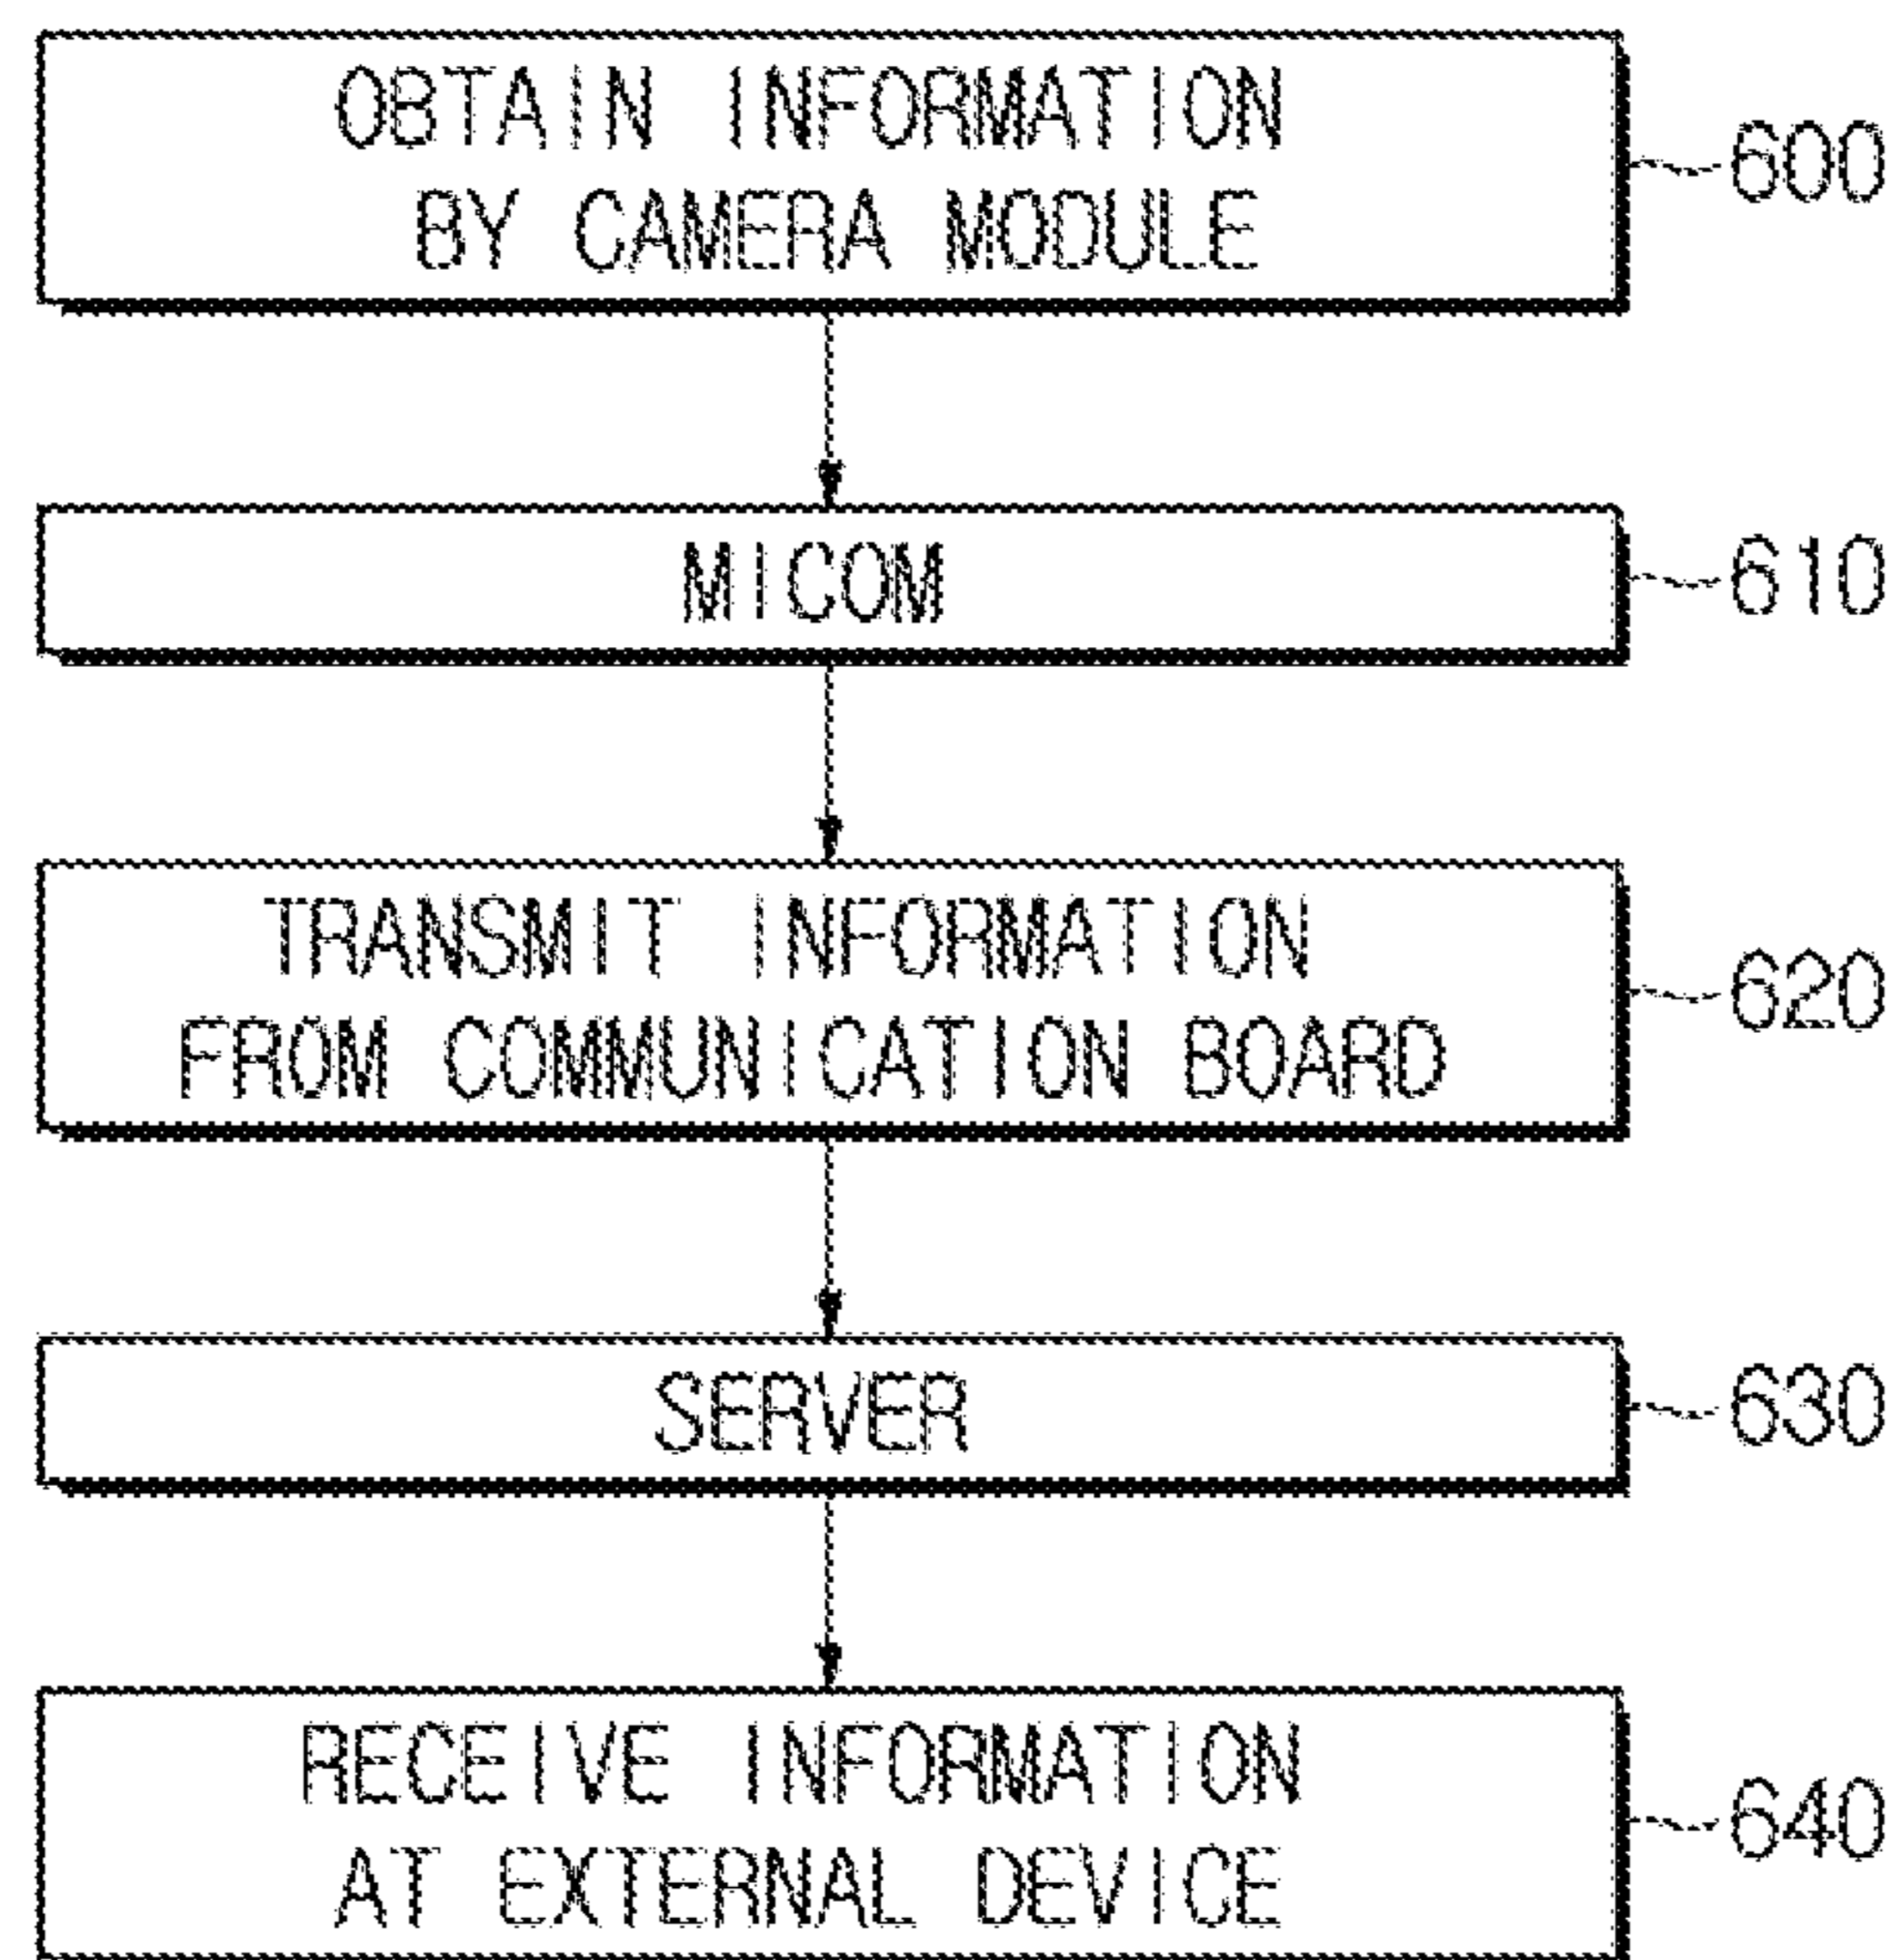 OBTAIN INFORMATION
BY CAMERA MODULE
600
MICOM
610
TRANSMIT INFORMATION
FROM COMMUNICATION BOARD
620
SERVER
630
RECEIVE INFORMATION
AT EXTERNAL DEVICE
640